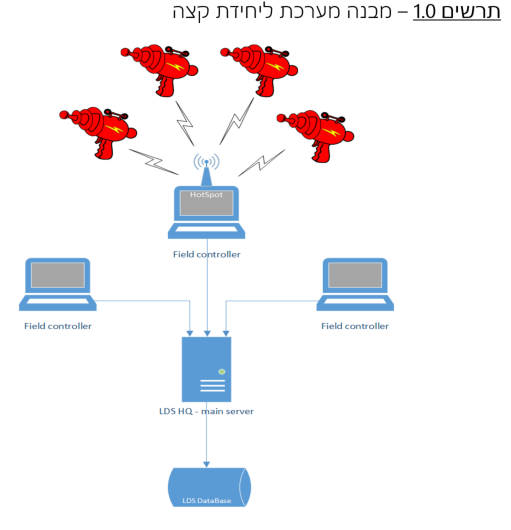 תרשים 1.0 – מבנה מערכת ליחידת קצה
HotSpot
Field controller
Field controller
Field controller
LDS HQ - main server
LDS DataBase